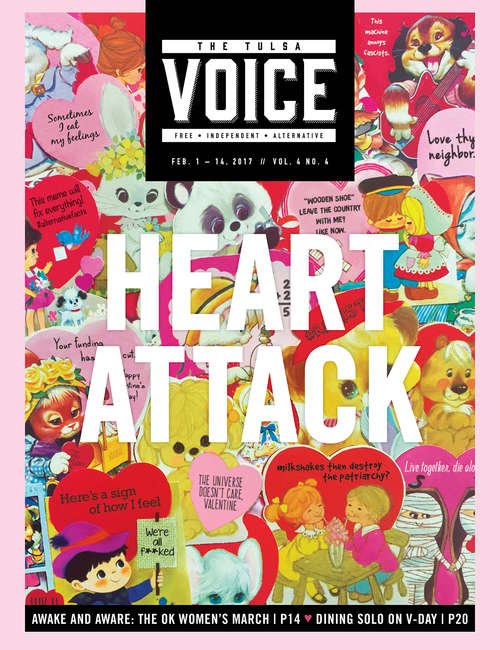 THE TULSA
VOICE
FREE • INDEPENDENT • ALTERNATIVE
FEB. 1 – 14, 2017 // VOL. 4 NO. 4
This
machine
annoys
fascists.
Sometimes
I eat
my feelings
Love thy
neighbor.
This meme will
fix everything!
#alternativefacts
"WOODEN SHOE"
LEAVE THE COUNTRY
WITH ME?
LIKE NOW.
HEART
ATTACK
2
5
Your funding
cut.
THE UNIVERSE
DOESN'T CARE,
VALENTINE
milkshakes then destroy
the patriarchy?
Live together, die alo
Here's a sign
of how I feel
We're
all
f**ked
AWAKE AND AWARE: THE OK WOMEN'S MARCH | P14 ♥ DINING SOLO ON V-DAY | P20